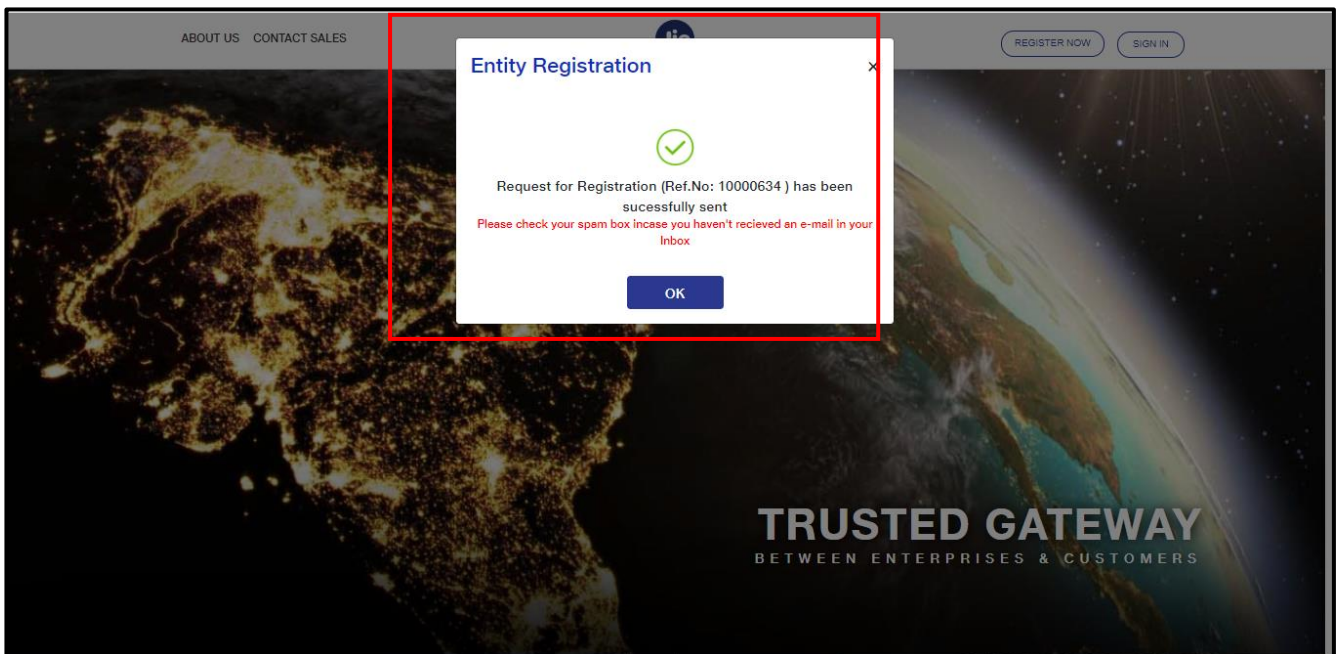 ABOUT US CONTACT SALES
REGISTER NOW SIGN IN
Entity Registration ×
Request for Registration (Ref.No: 10000634 ) has been
sucessfully sent
Please check your spam box incase you haven't recieved an e-mail in your
Inbox
OK
TRUSTED GATEWAY
BETWEEN ENTERPRISES & CUSTOMERS